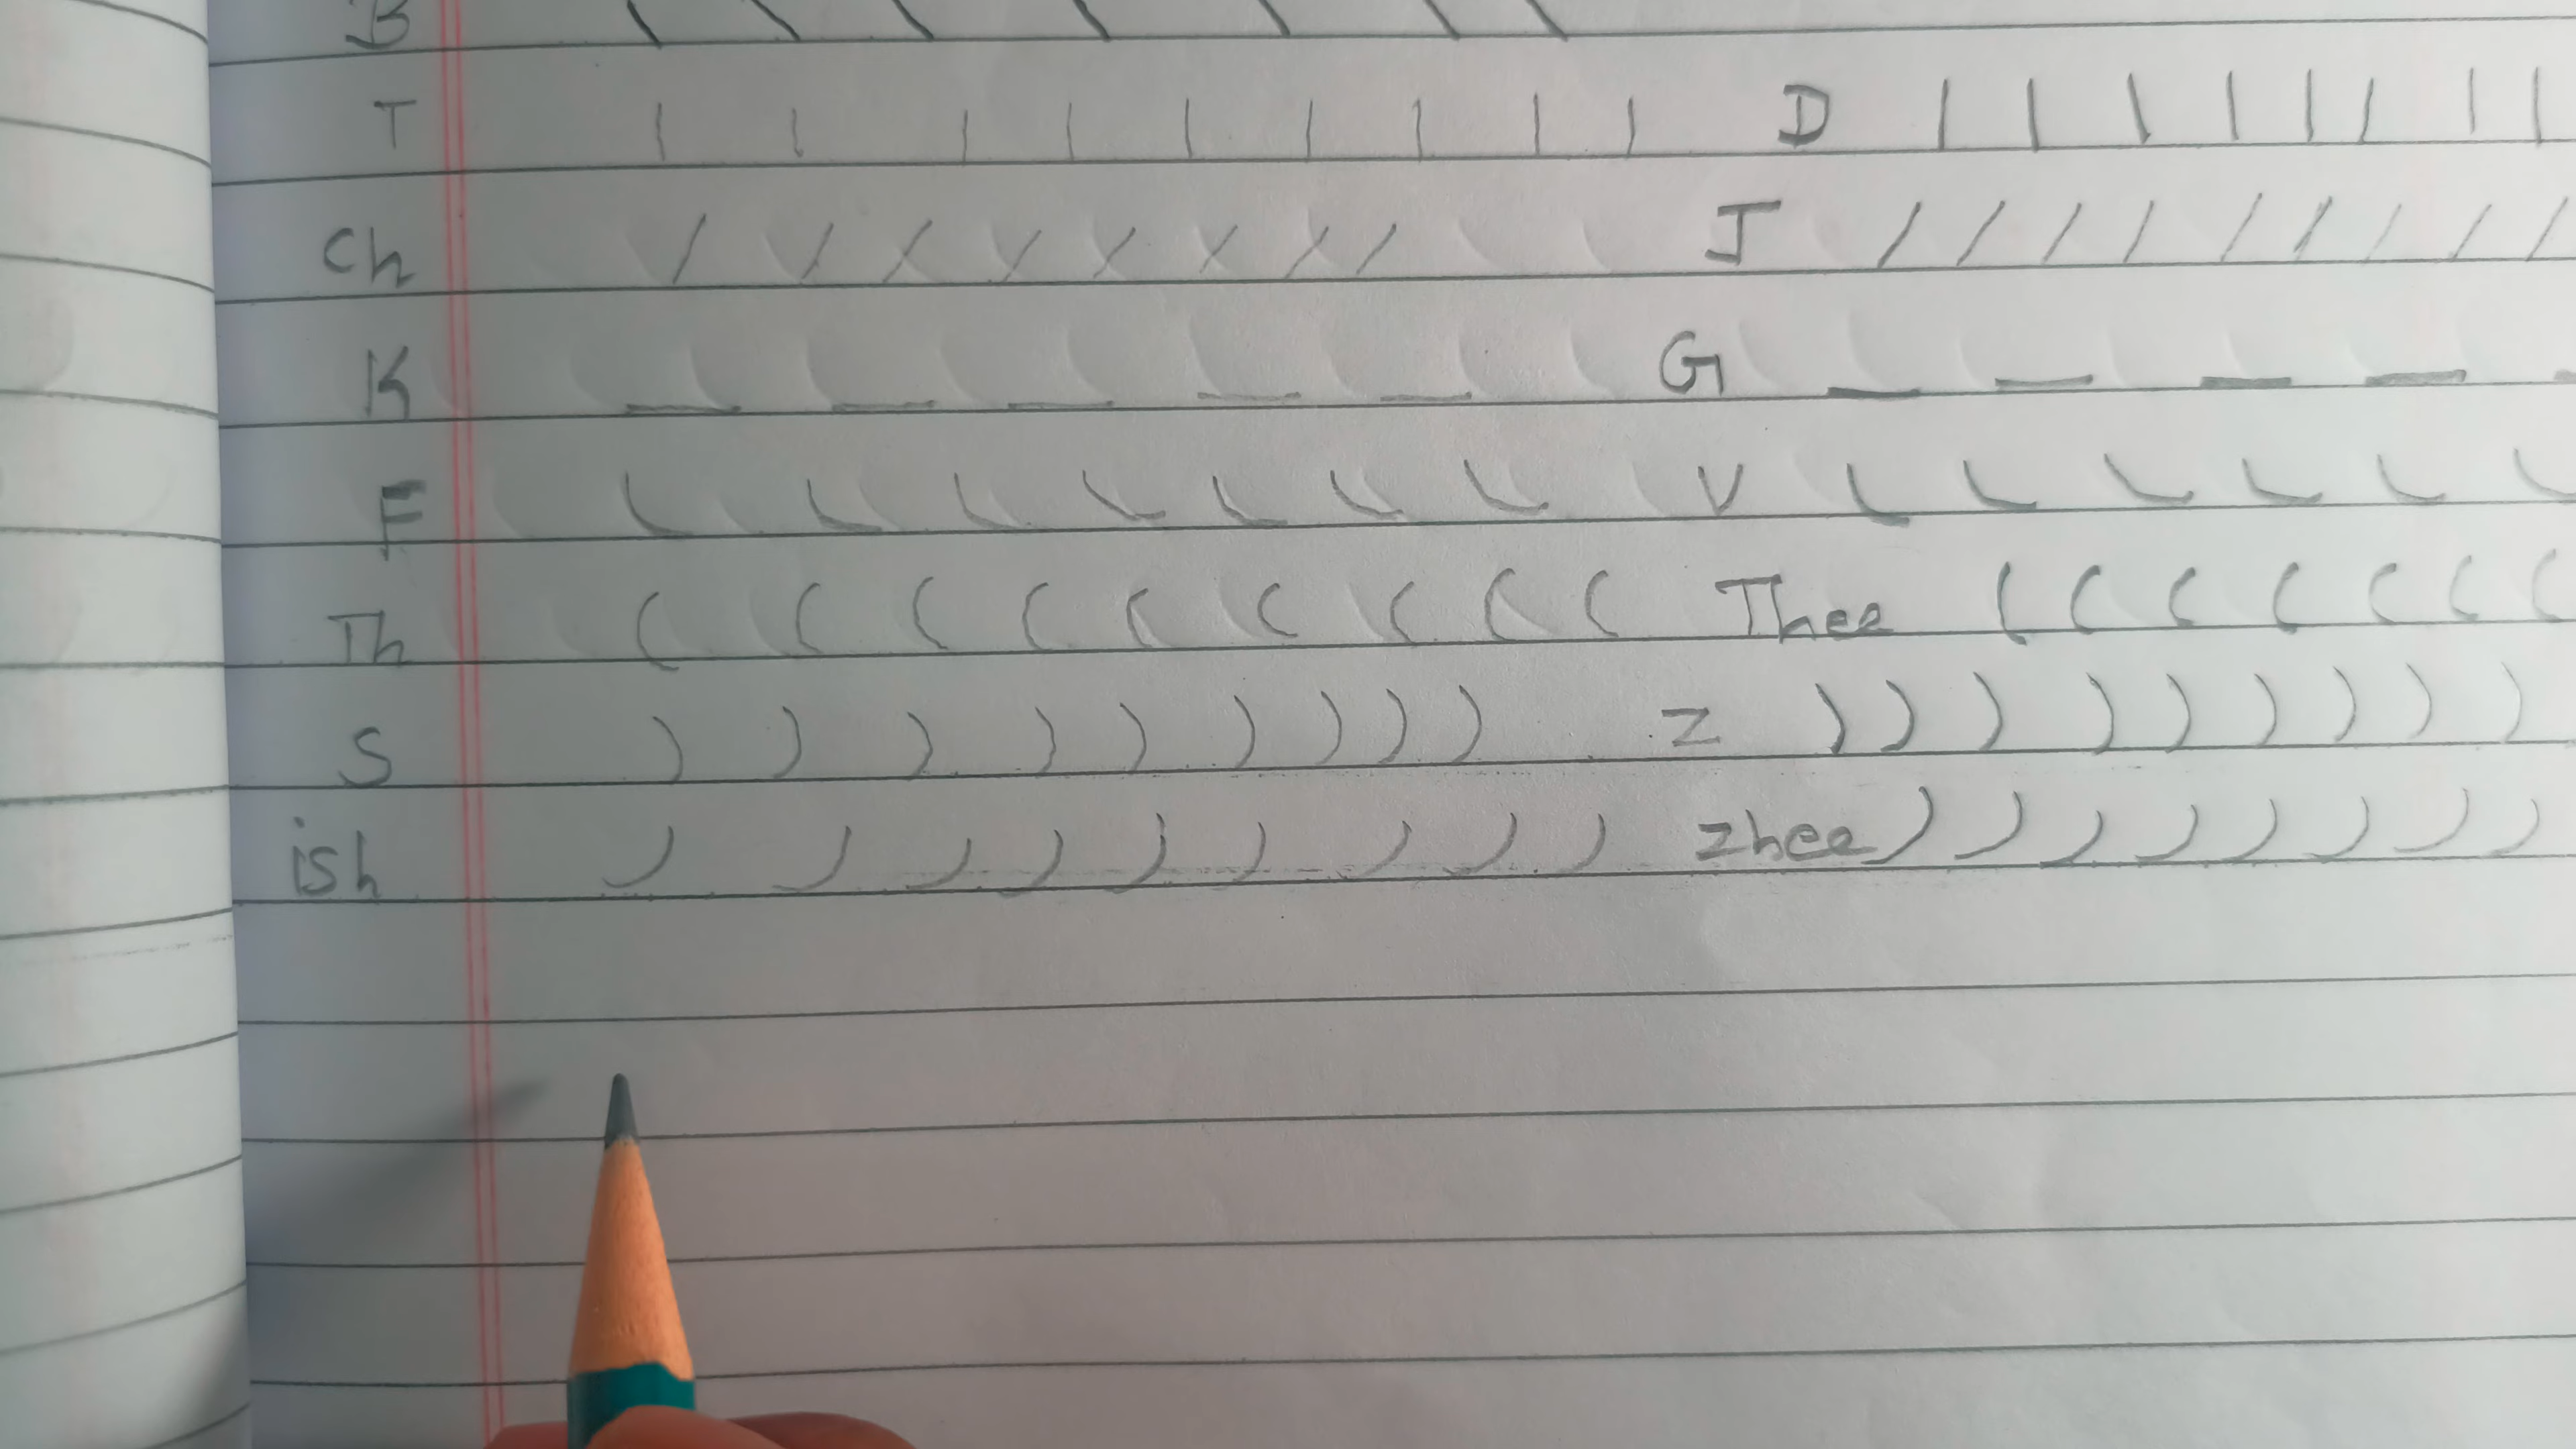 B \ \ \ \ \ \ \
T | | | | | | | | | D | | | | | | | |
Ch / / / / / / / / J / / / / / / / / /
K _ _ _ _ _ G _ _ _ _ _
F ⟍ ⟍ ⟍ ⟍ ⟍ ⟍ ⟍ V ⟍ ⟍ ⟍ ⟍ ⟍ ⟍
Th ( ( ( ( ( ( ( ( ( Thee ( ( ( ( ( ( (
S ) ) ) ) ) ) ) ) ) Z ) ) ) ) ) ) ) )
ish ) ) ) ) ) ) ) ) ) Zhee ) ) ) ) ) ) ) )